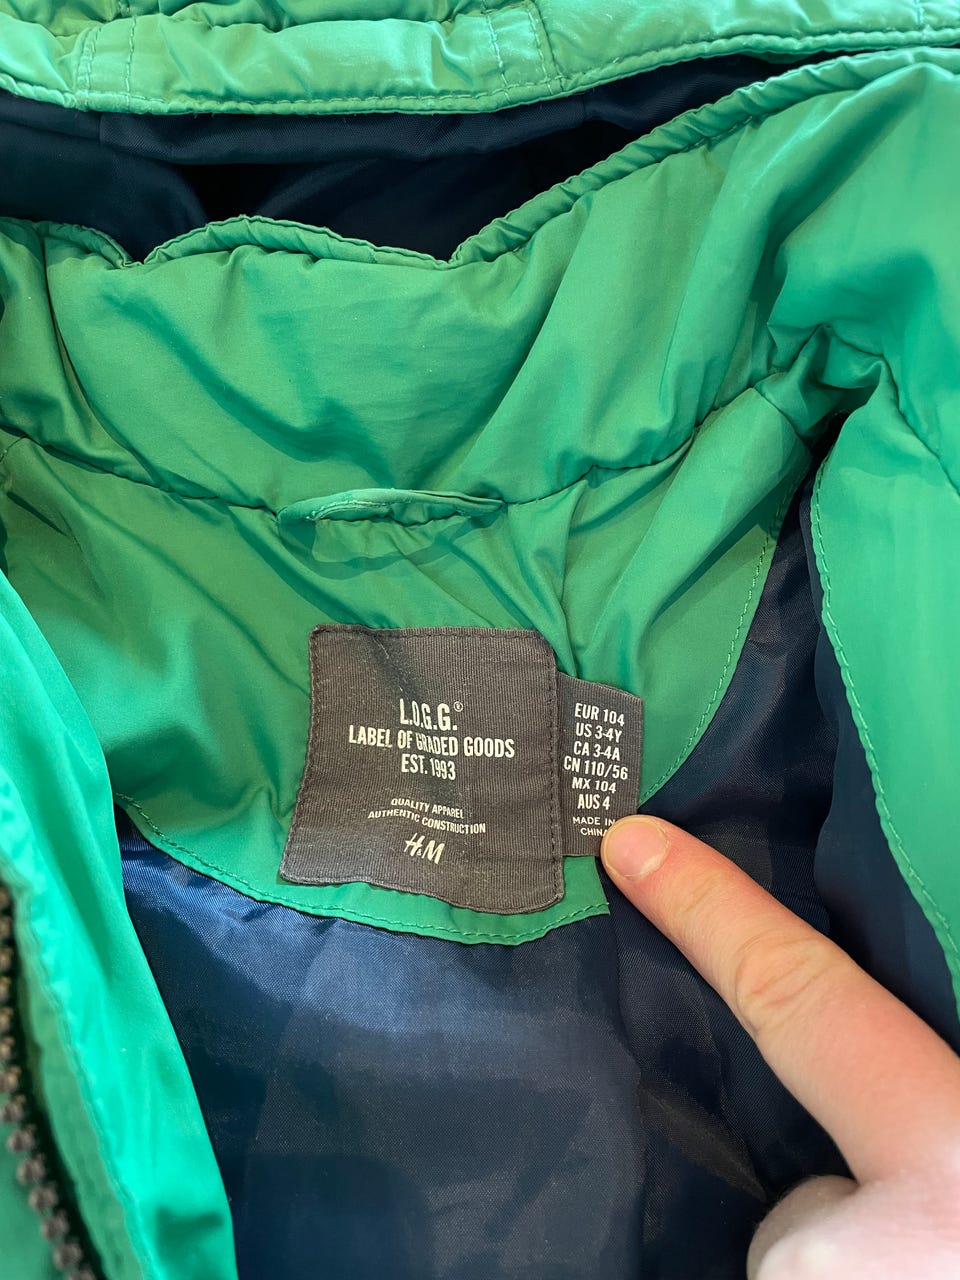 L.O.G.G.®
LABEL OF GRADED GOODS
EST. 1993
QUALITY APPAREL
AUTHENTIC CONSTRUCTION
H&M
EUR 104
US 3-4Y
CA 3-4A
CN 110/56
MX 104
AUS 4
MADE IN
CHINA